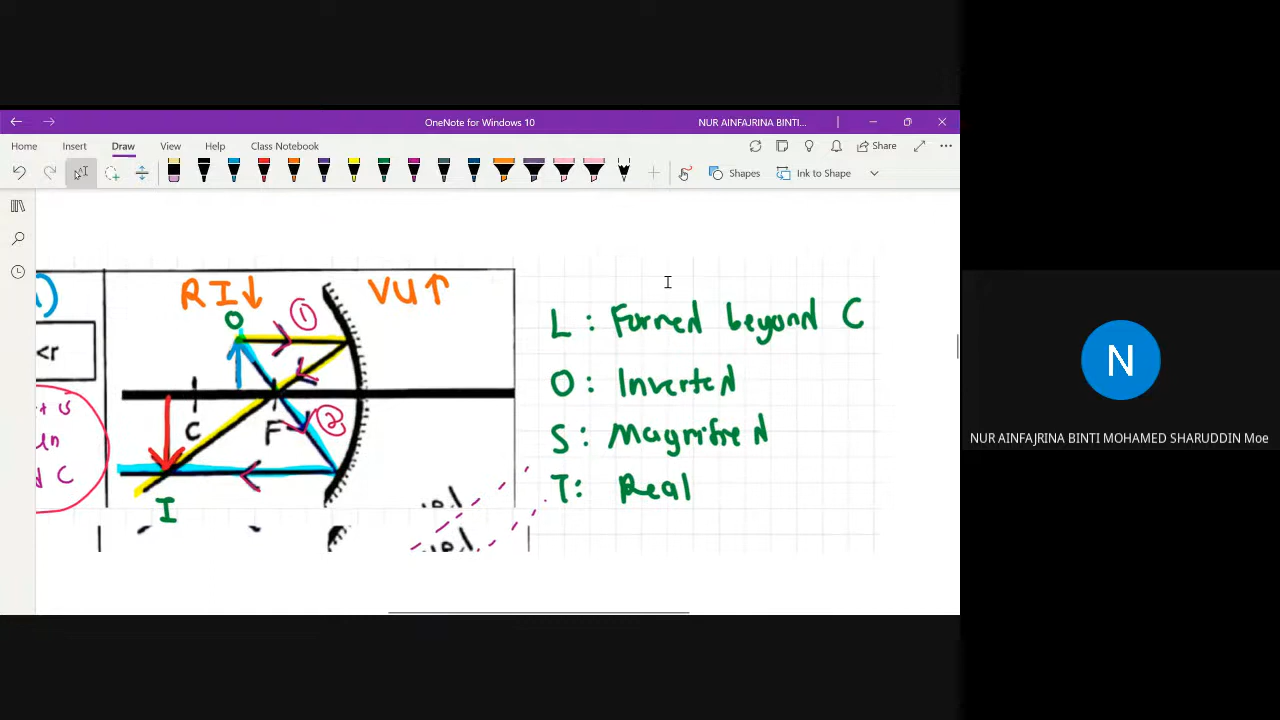 OneNote for Windows 10
NUR AINFAJRINA BINTI...
Home Insert Draw View Help Class Notebook
Share
Shapes
Ink to Shape
RI↓
VU↑
O
①
<r
C
F
②
I
d C
L : Formed beyond C
O : Inverted
S : Magnified
T : Real
N
NUR AINFAJRINA BINTI MOHAMED SHARUDDIN Moe